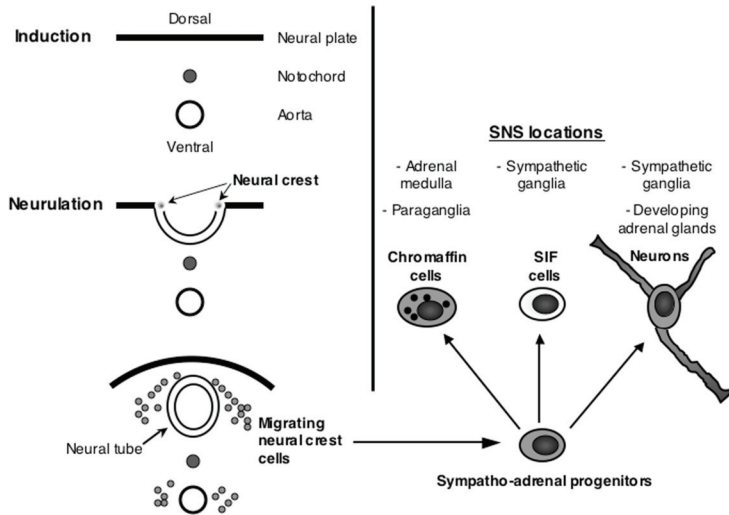 Dorsal
Induction
Neural plate
Notochord
Aorta
Ventral
Neural crest
Neurulation
Neural tube
Migrating
neural crest
cells
SNS locations
- Adrenal
medulla
- Paraganglia
- Sympathetic
ganglia
- Sympathetic
ganglia
- Developing
adrenal glands
Chromaffin
cells
SIF
cells
Neurons
Sympatho-adrenal progenitors